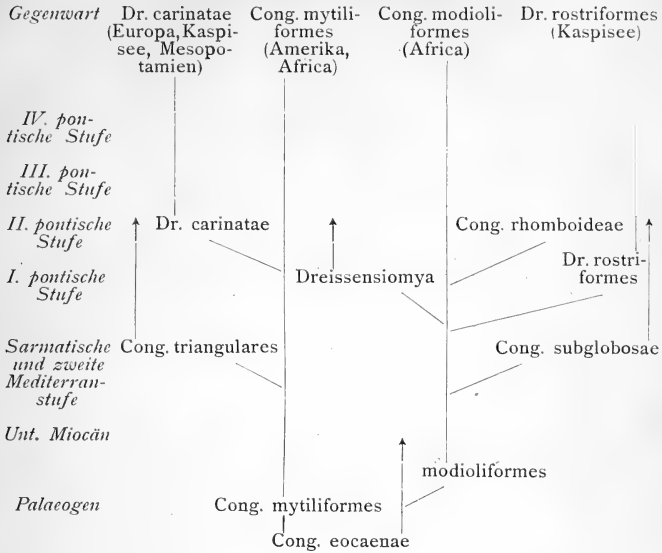 Gegenwart Dr. carinatae Cong. mytili- Cong. modioli- Dr. rostriformes
(Europa, Kaspi- formes formes (Kaspisee)
see, Mesopo- (Amerika, (Africa)
tamien) Africa)
IV. pon-
tische Stufe
III. pon-
tische Stufe
II. pontische Dr. carinatae Cong. rhomboideae
Stufe
Dr. rostri-
I. pontische Dreissensiomya formes
Stufe
Sarmatische Cong. triangulares Cong. subglobosae
und zweite
Mediterran-
stufe
Unt. Miocän
modioliformes
Palaeogen Cong. mytiliformes
Cong. eocaenae